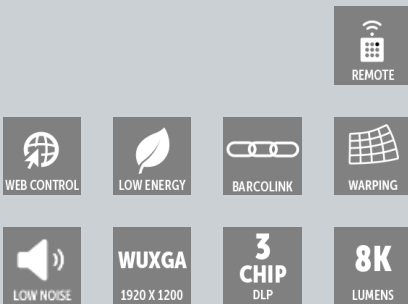 REMOTE
WEB CONTROL
LOW ENERGY
BARCOLINK
WARPING
LOW NOISE
WUXGA
1920 X 1200
3
CHIP
DLP
8K
LUMENS